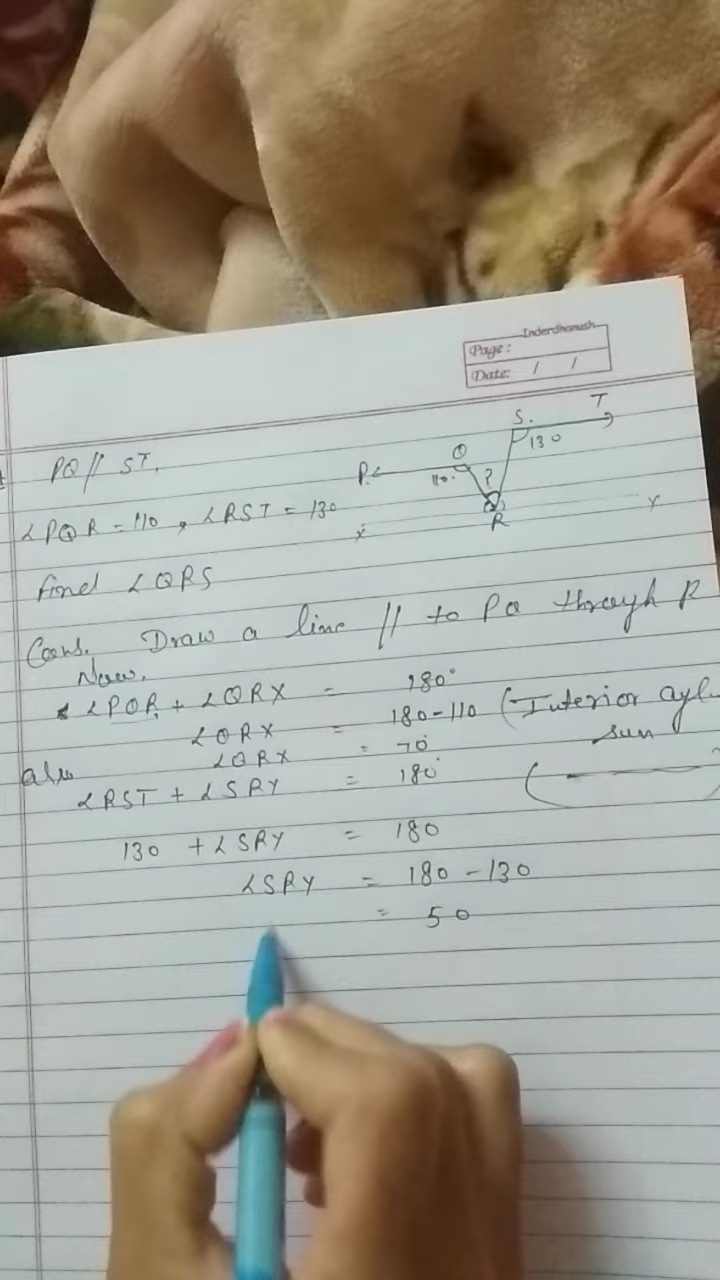 Inderdhanush
Page:
Date: / /
S. T
130
P. Q
110. ?
R
x Y
PQ // ST.
∠PQR = 110 , ∠RST = 130
find ∠QRS
Cons. Draw a line // to PQ through R
Now.
∠PQR + ∠QRX = 180°
∠QRX = 180-110 (Interior
sum
∠QRX = 70°
also
∠RST + ∠SRY = 180° (
130 + ∠SRY = 180
∠SRY = 180 - 130
= 50